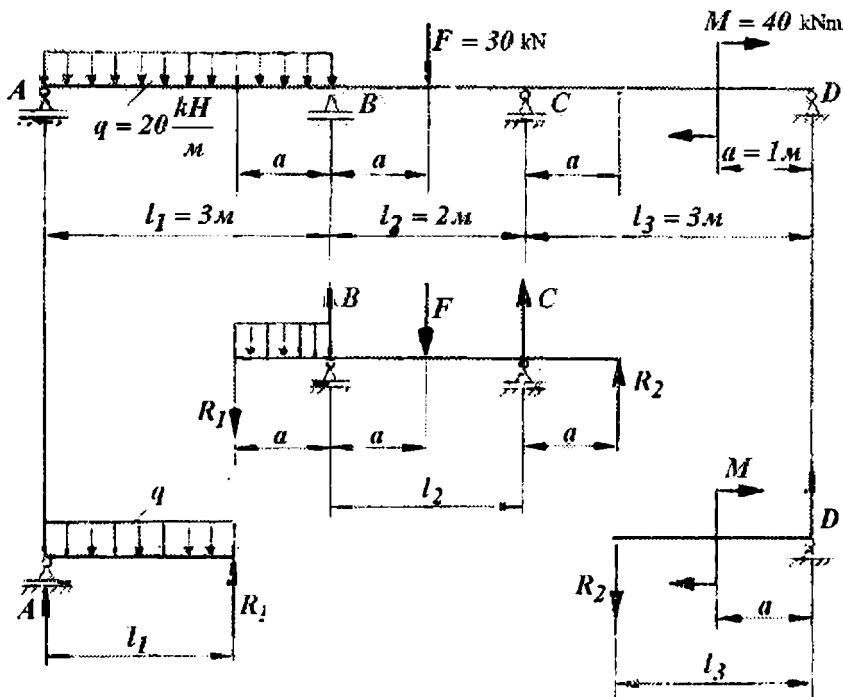 F = 30 kN
M = 40 kNm
A
B
C
D
q = 20 kH/м
a
a
a
a = 1м
l₁ = 3м
l₂ = 2м
l₃ = 3м
B
F
C
R₁
R₂
a
a
a
l₂
q
M
D
A
R₁
R₂
a
l₁
l₃